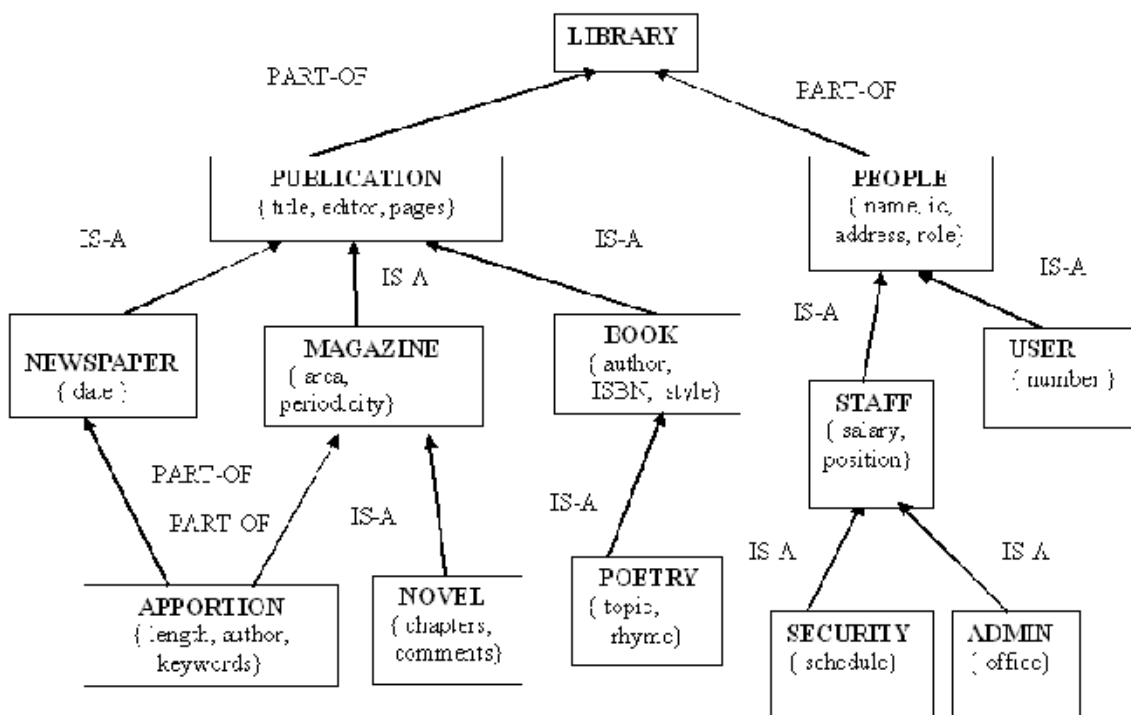 LIBRARY
PART-OF
PART-OF
PUBLICATION
{ title, editor, pages}
PEOPLE
{ name, id,
address, role}
IS-A
IS-A
IS-A
IS-A
IS-A
NEWSPAPER
{ date }
MAGAZINE
{ area,
periodicity}
BOOK
{ author,
ISBN, style}
USER
{ number }
STAFF
{ salary,
position}
PART-OF
PART-OF
IS-A
IS-A
IS-A
IS-A
APPORTION
{ length, author,
keywords}
NOVEL
{ chapters,
comments}
POETRY
{ topic,
rhyme}
SECURITY
{ schedule}
ADMIN
{ office}